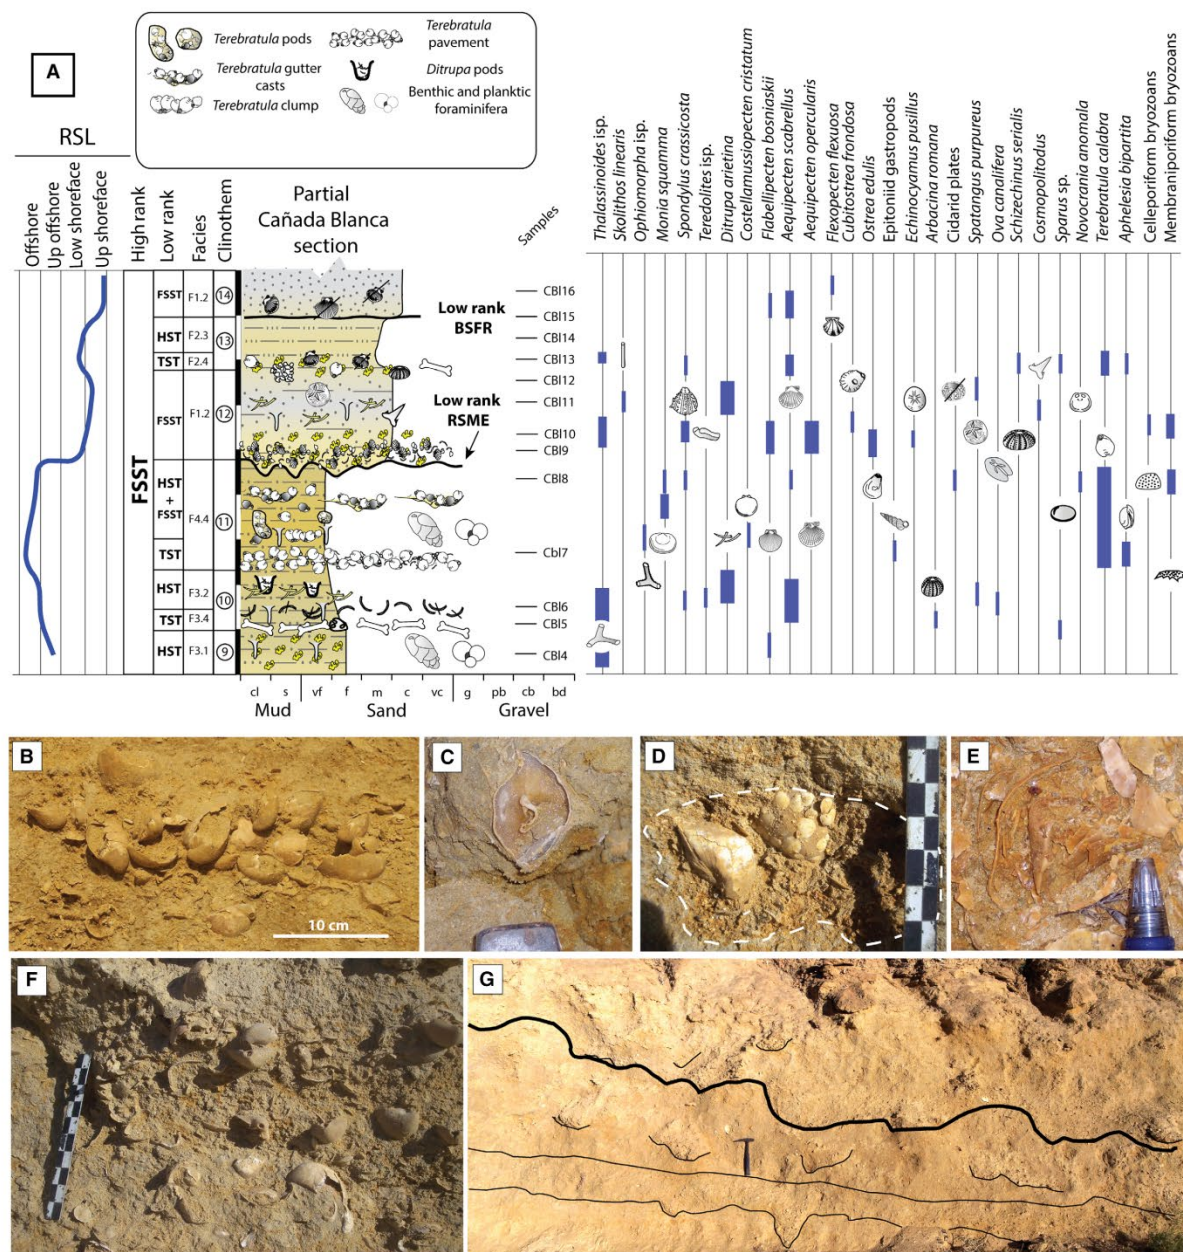 A
Terebratula pods
Terebratula
pavement
Terebratula gutter
casts
Ditrupa pods
Terebratula clump
Benthic and planktic
foraminifera
RSL
Offshore
Up offshore
Low shoreface
Up shoreface
High rank
Low rank
Facies
Clinothem
Partial
Cañada Blanca
section
Samples
Thalassinoides isp.
Skolithos linearis
Ophiomorpha isp.
Monia squamma
Spondylus crassicosta
Teredolites isp.
Ditrupa arietina
Costellamussiopecten cristatum
Flabellipecten bosniaskii
Aequipecten scabrellus
Aequipecten opercularis
Flexopecten flexuosa
Cubitostrea frondosa
Ostrea edulis
Epitoniid gastropods
Echinocyamus pusillus
Arbacina romana
Cidarid plates
Spatangus purpureus
Ova canalifera
Schizechinus serialis
Cosmopolitodus
Sparus sp.
Novocrania anomala
Terebratula calabra
Aphelesia bipartita
Celleporiform bryozoans
Membraniporiform bryozoans
FSST
FSST F1.2 14
HST F2.3 13
TST F2.4
FSST F1.2 12
HST
+
FSST
F4.4 11
TST
HST F3.2 10
TST F3.4
HST F3.1 9
Low rank
BSFR
Low rank
RSME
CBl16
CBl15
CBl14
CBl13
CBl12
CBl11
CBl10
CBl9
CBl8
Cbl7
CBl6
CBl5
CBl4
cl s vf f m c vc g pb cb bd
Mud Sand Gravel
B
10 cm
C
D
E
F
G